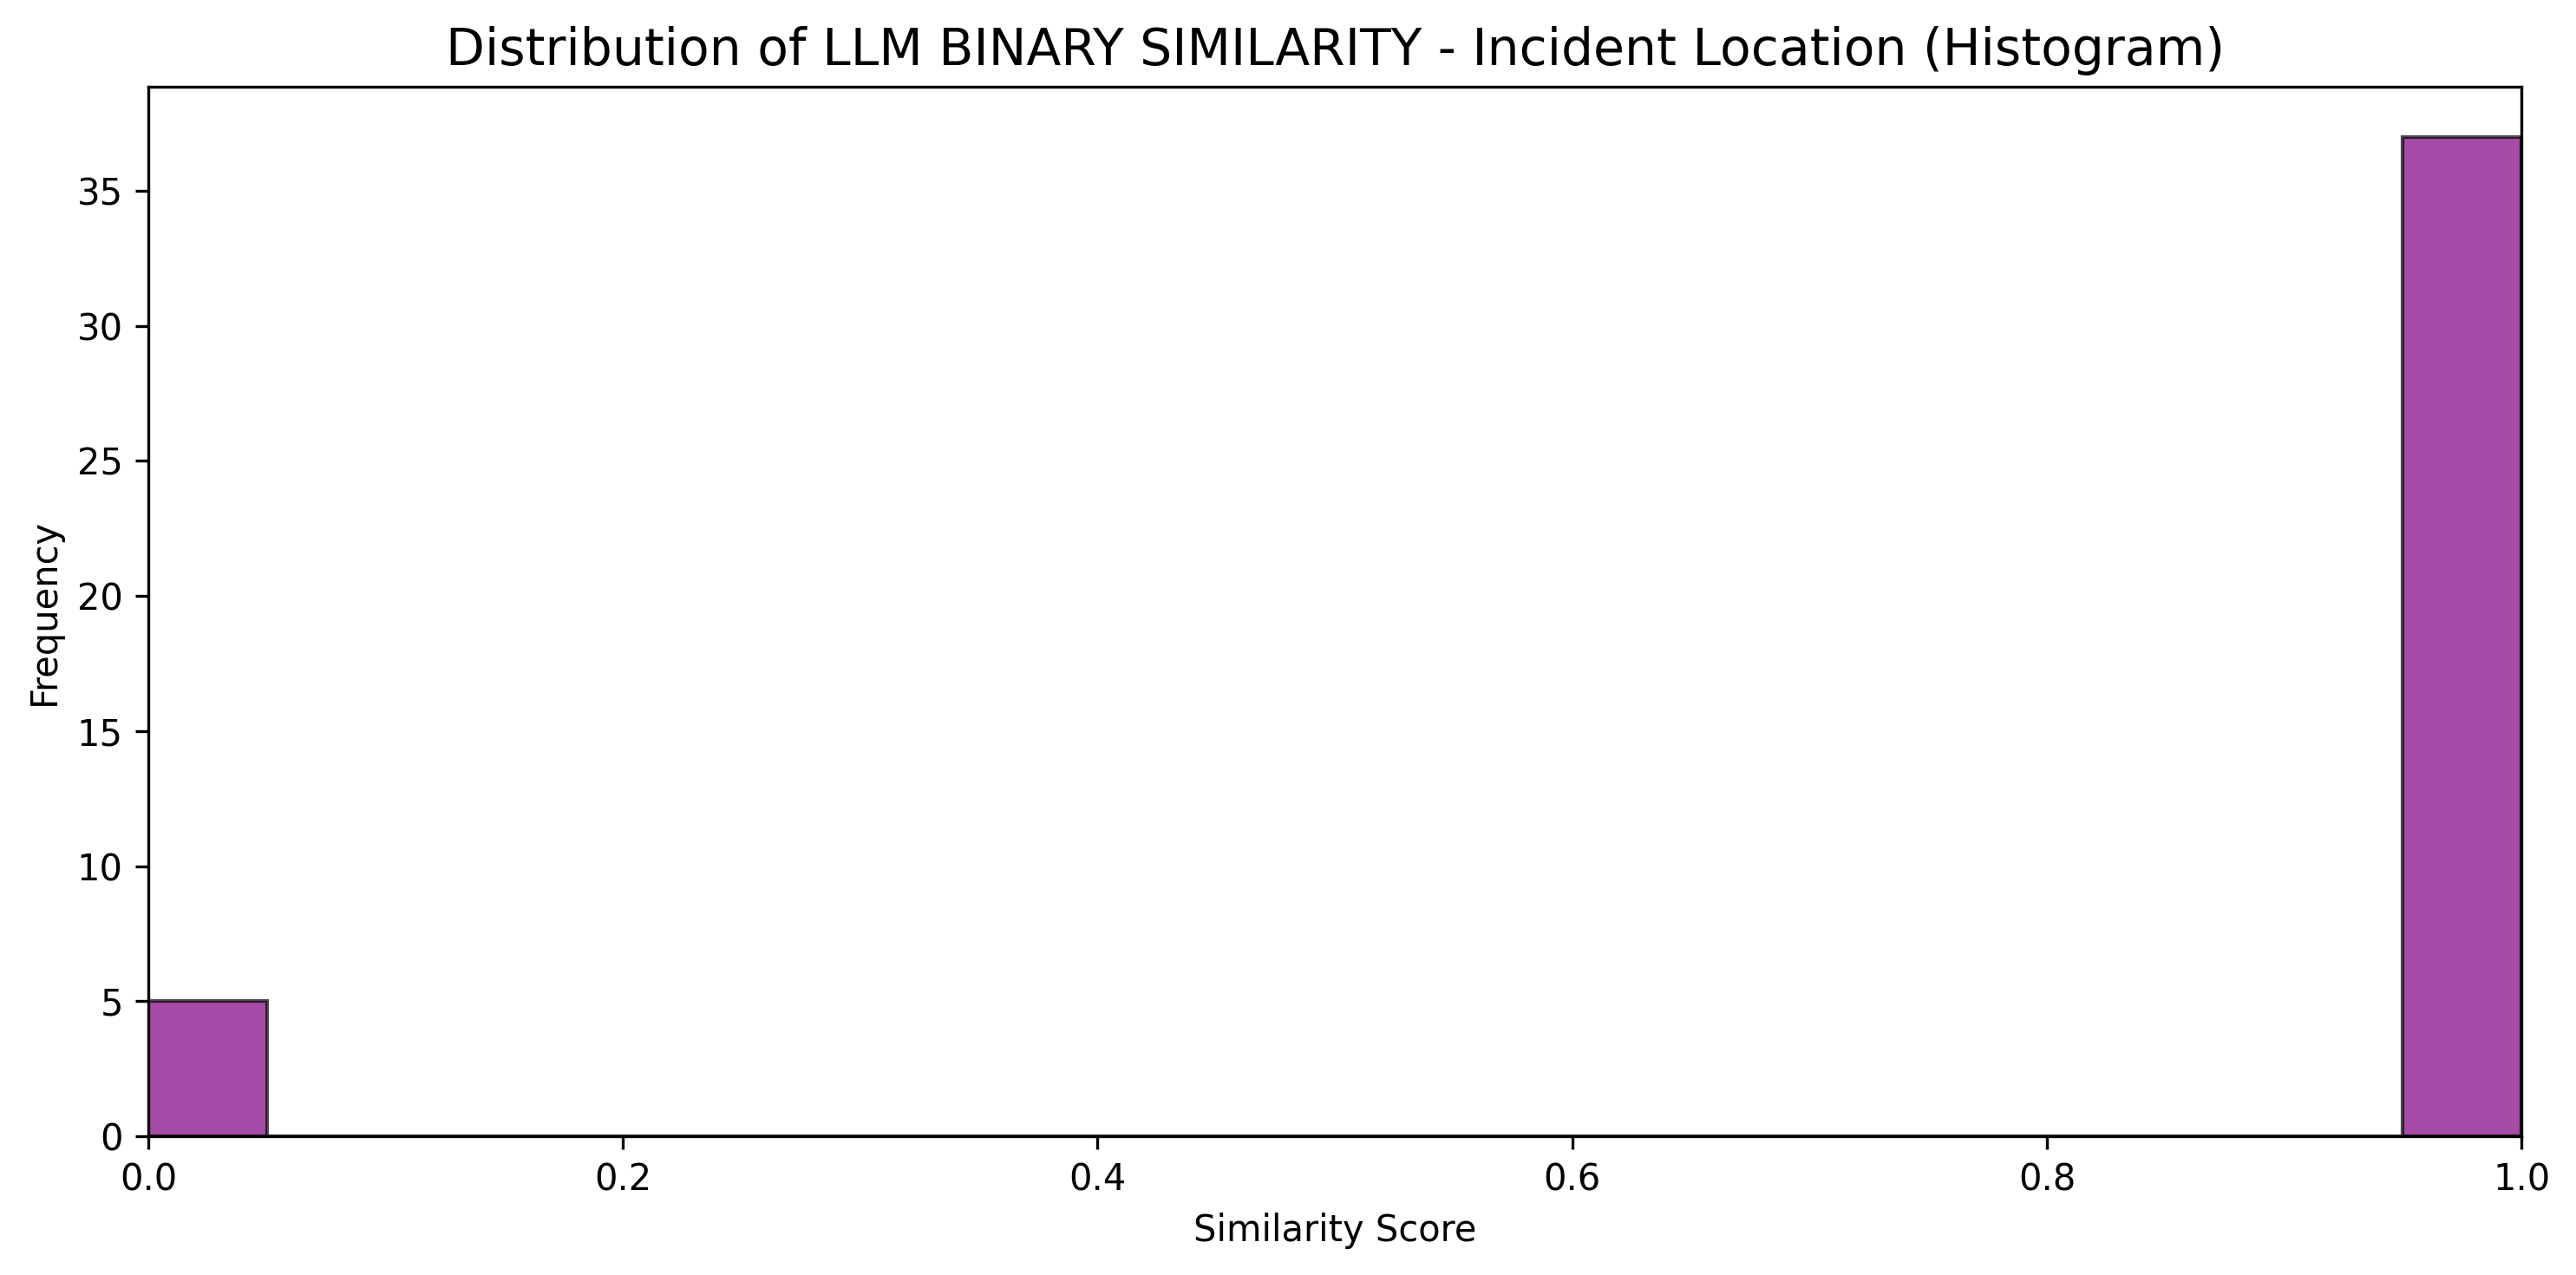 Distribution of LLM BINARY SIMILARITY - Incident Location (Histogram)
Frequency
35
30
25
20
15
10
5
0
0.0 0.2 0.4 0.6 0.8 1.0
Similarity Score